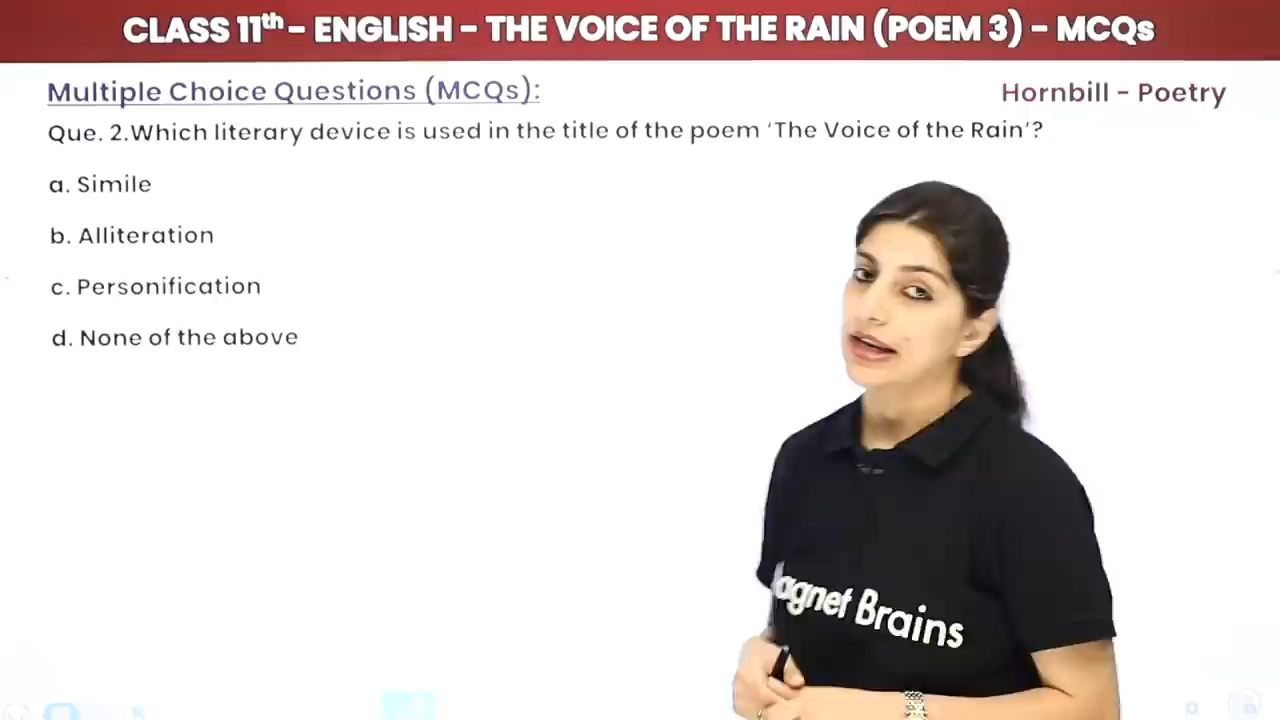 CLASS 11th – ENGLISH – THE VOICE OF THE RAIN (POEM 3) – MCQs
Multiple Choice Questions (MCQs):
Hornbill – Poetry
Que. 2.Which literary device is used in the title of the poem ‘The Voice of the Rain’?
a. Simile
b. Alliteration
c. Personification
d. None of the above
Brains